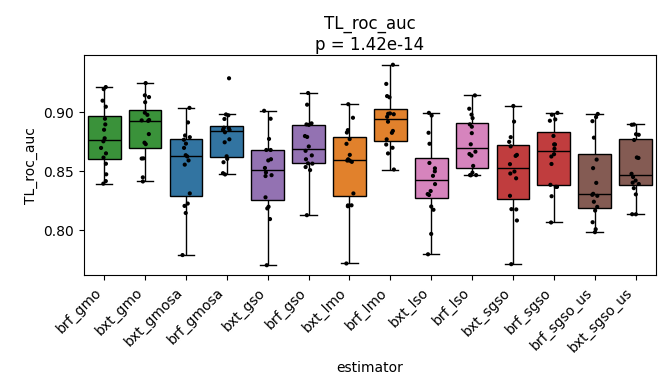 TL_roc_auc
p = 1.42e-14
TL_roc_auc
0.90
0.85
0.80
brf_gmo
bxt_gmo
bxt_gmosa
brf_gmosa
bxt_gso
brf_gso
bxt_lmo
brf_lmo
bxt_lso
brf_lso
bxt_sgso
brf_sgso
brf_sgso_us
bxt_sgso_us
estimator